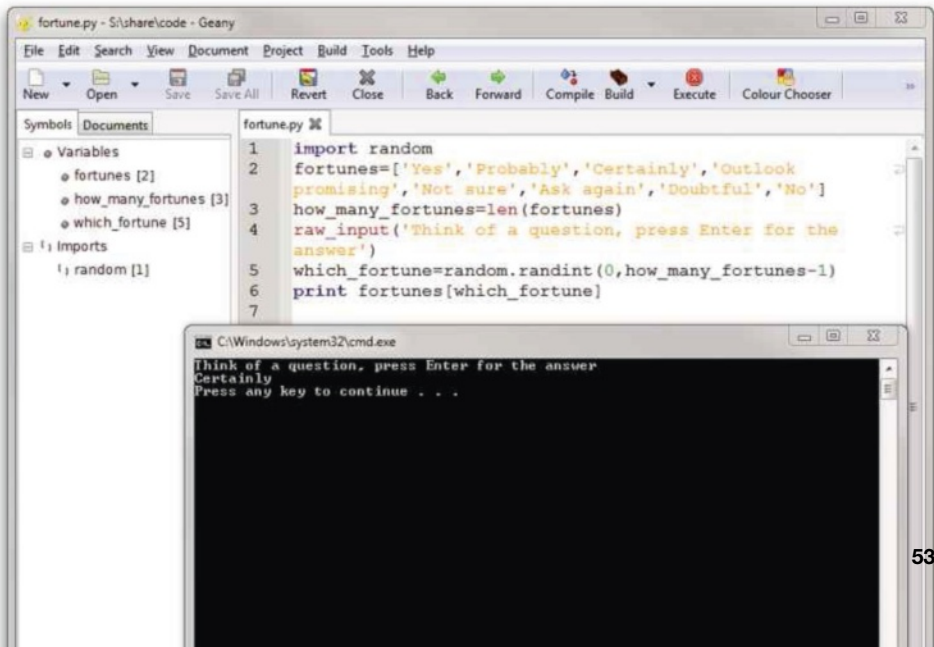 fortune.py - S:\share\code - Geany
File Edit Search View Document Project Build Tools Help
New Open Save Save All Revert Close Back Forward Compile Build Execute Colour Chooser
Symbols Documents
Variables
fortunes [2]
how_many_fortunes [3]
which_fortune [5]
Imports
random [1]
fortune.py
1 import random
2 fortunes=['Yes','Probably','Certainly','Outlook
promising','Not sure','Ask again','Doubtful','No']
3 how_many_fortunes=len(fortunes)
4 raw_input('Think of a question, press Enter for the
answer')
5 which_fortune=random.randint(0,how_many_fortunes-1)
6 print fortunes[which_fortune]
7
C:\Windows\system32\cmd.exe
Think of a question, press Enter for the answer
Certainly
Press any key to continue . . .
53